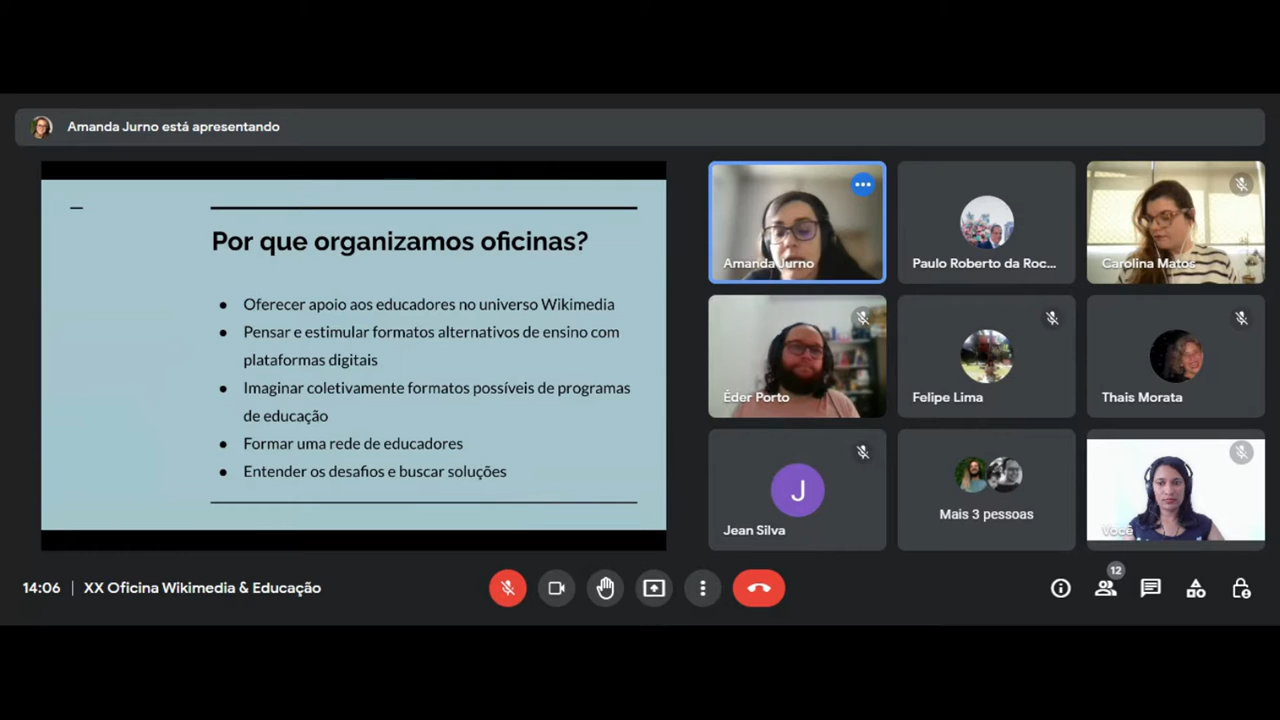 Amanda Jurno está apresentando
Por que organizamos oficinas?
● Oferecer apoio aos educadores no universo Wikimedia
● Pensar e estimular formatos alternativos de ensino com
plataformas digitais
● Imaginar coletivamente formatos possíveis de programas
de educação
● Formar uma rede de educadores
● Entender os desafios e buscar soluções
Amanda Jurno
Paulo Roberto da Roc...
Carolina Matos
Éder Porto
Felipe Lima
Thais Morata
J
Jean Silva
Mais 3 pessoas
Você
14:06 | XX Oficina Wikimedia & Educação
12